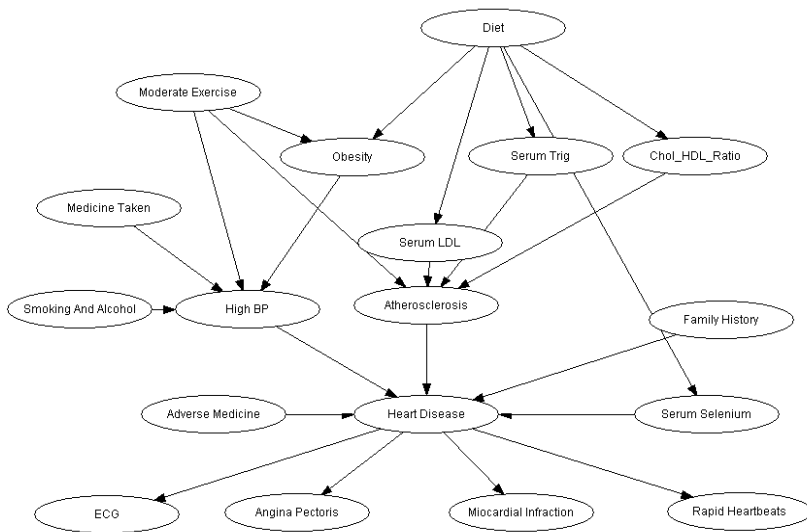 Diet
Moderate Exercise
Obesity
Serum Trig
Chol_HDL_Ratio
Medicine Taken
Serum LDL
Smoking And Alcohol
High BP
Atherosclerosis
Family History
Adverse Medicine
Heart Disease
Serum Selenium
ECG
Angina Pectoris
Miocardial Infraction
Rapid Heartbeats